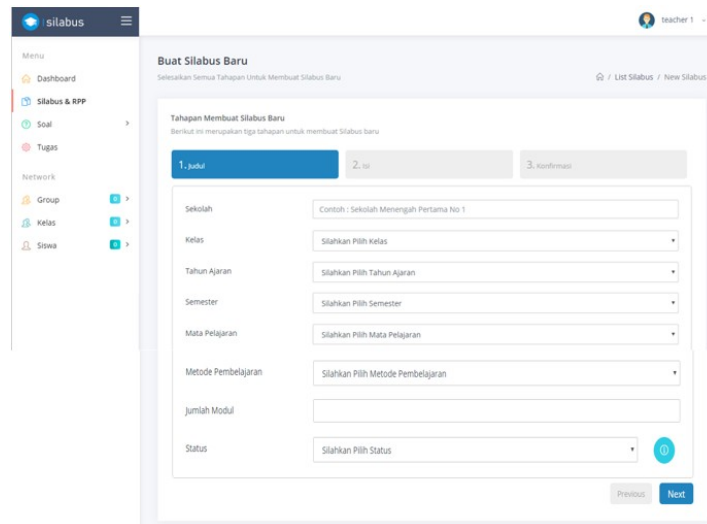 silabus
teacher 1
Menu
Dashboard
Silabus & RPP
Soal
Tugas
Network
Group 0
Kelas 0
Siswa 0
Buat Silabus Baru
Selesaikan Semua Tahapan Untuk Membuat Silabus Baru
/ List Silabus / New Silabus
Tahapan Membuat Silabus Baru
Berikut ini merupakan tiga tahapan untuk membuat Silabus baru
1. Judul
2. Isi
3. Konfirmasi
Sekolah
Contoh : Sekolah Menengah Pertama No 1
Kelas
Silahkan Pilih Kelas
Tahun Ajaran
Silahkan Pilih Tahun Ajaran
Semester
Silahkan Pilih Semester
Mata Pelajaran
Silahkan Pilih Mata Pelajaran
Metode Pembelajaran
Silahkan Pilih Metode Pembelajaran
Jumlah Modul
Status
Silahkan Pilih Status
Previous
Next